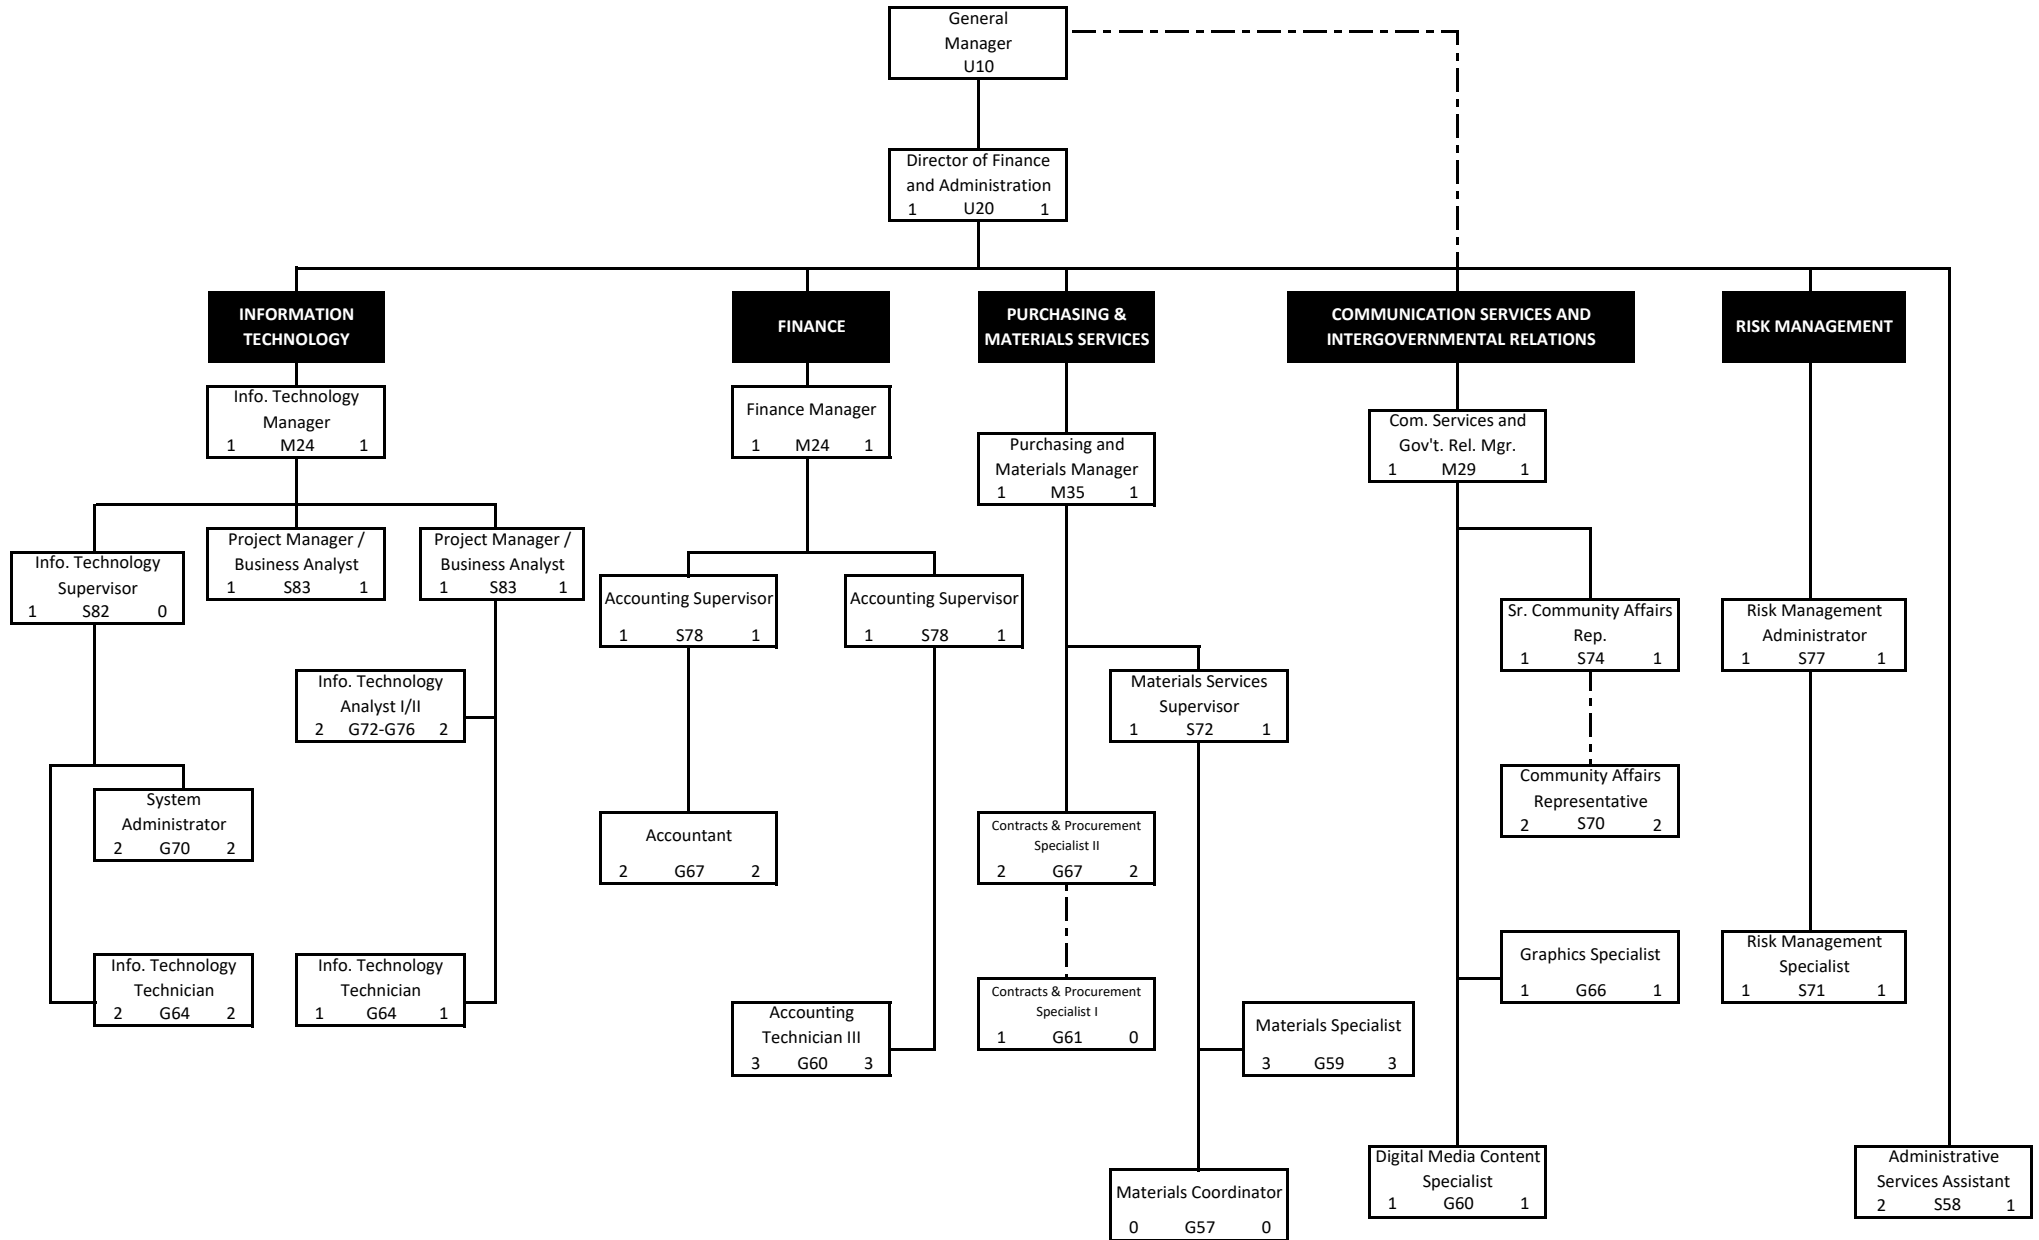 General
Manager
U10
Director of Finance
and Administration
1 U20 1
INFORMATION
TECHNOLOGY
FINANCE
PURCHASING &
MATERIALS SERVICES
COMMUNICATION SERVICES AND
INTERGOVERNMENTAL RELATIONS
RISK MANAGEMENT
Info. Technology
Manager
1 M24 1
Finance Manager
1 M24 1
Purchasing and
Materials Manager
1 M35 1
Com. Services and
Gov't. Rel. Mgr.
1 M29 1
Info. Technology
Supervisor
1 S82 0
Project Manager /
Business Analyst
1 S83 1
Project Manager /
Business Analyst
1 S83 1
Accounting Supervisor
1 S78 1
Accounting Supervisor
1 S78 1
Sr. Community Affairs
Rep.
1 S74 1
Risk Management
Administrator
1 S77 1
Info. Technology
Analyst I/II
2 G72-G76 2
Materials Services
Supervisor
1 S72 1
Community Affairs
Representative
2 S70 2
System
Administrator
2 G70 2
Accountant
2 G67 2
Contracts & Procurement
Specialist II
2 G67 2
Graphics Specialist
1 G66 1
Risk Management
Specialist
1 S71 1
Info. Technology
Technician
2 G64 2
Info. Technology
Technician
1 G64 1
Accounting
Technician III
3 G60 3
Contracts & Procurement
Specialist I
1 G61 0
Materials Specialist
3 G59 3
Materials Coordinator
0 G57 0
Digital Media Content
Specialist
1 G60 1
Administrative
Services Assistant
2 S58 1